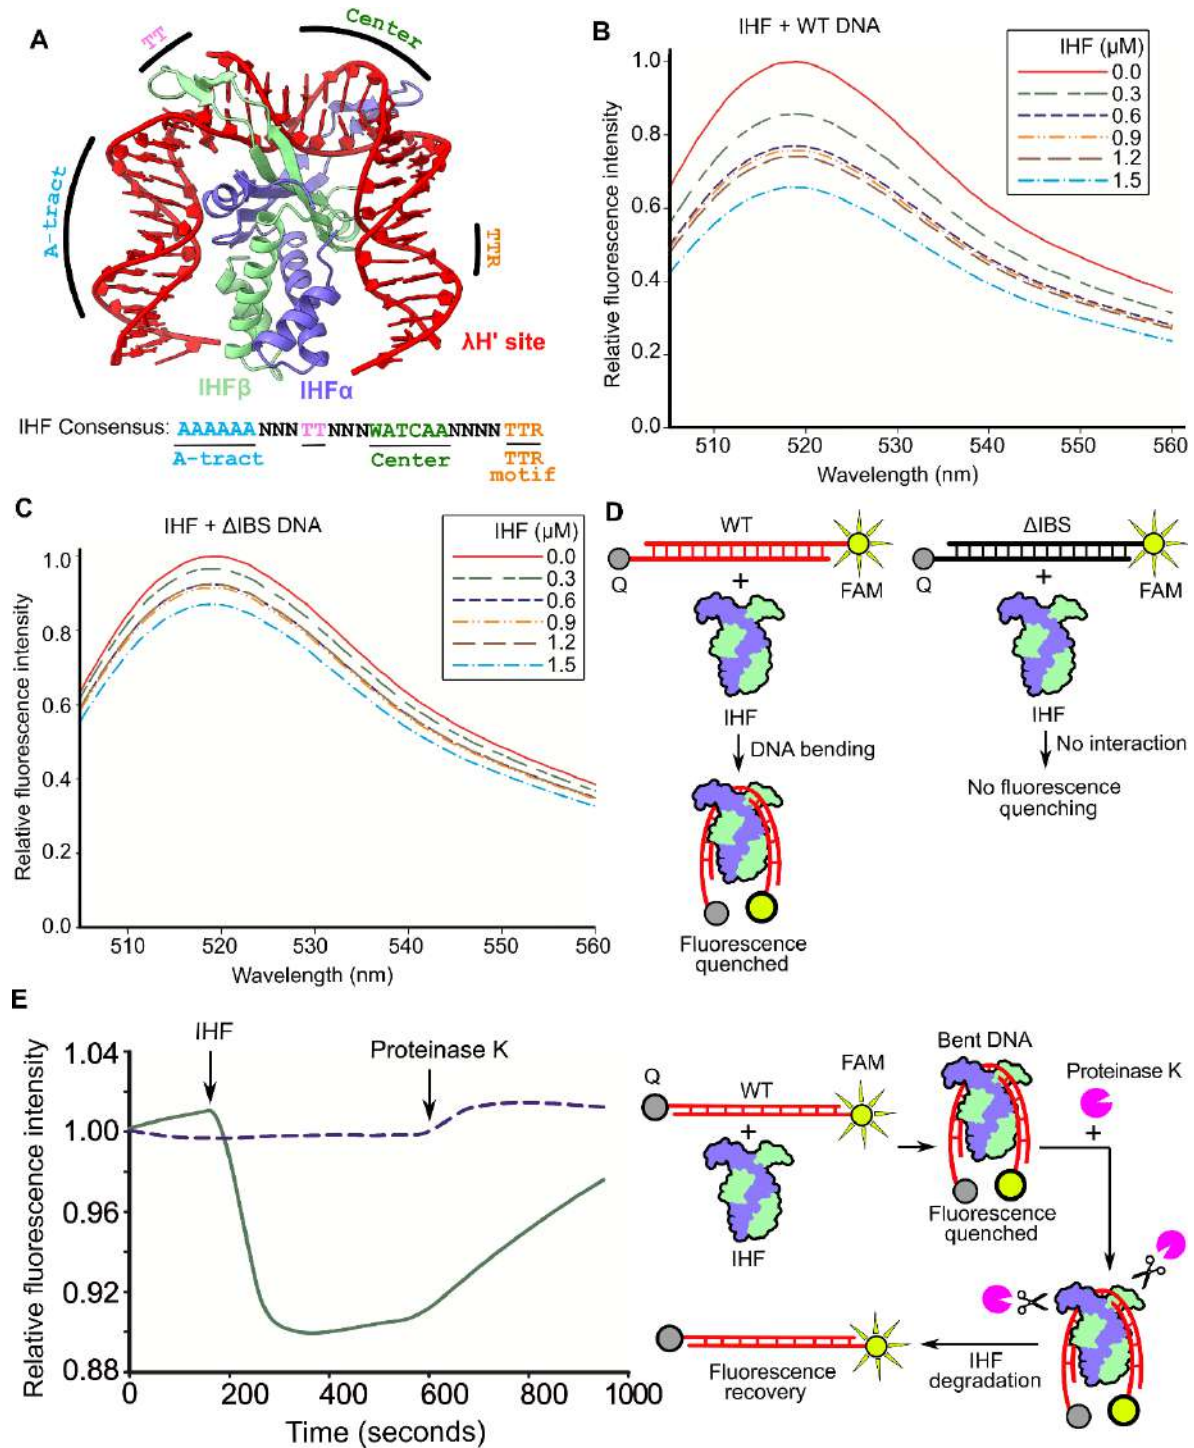 A
TT
Center
A-tract
TTR
λH' site
IHFβ
IHFα
IHF Consensus: AAAAAANNNTTNNNWATCAANNNNTTR
A-tract
Center
TTR
motif
B
IHF + WT DNA
IHF (µM)
0.0
0.3
0.6
0.9
1.2
1.5
Relative fluorescence intensity
1.0
0.8
0.6
0.4
0.2
0.0
510 520 530 540 550 560
Wavelength (nm)
C
IHF + ΔIBS DNA
IHF (µM)
0.0
0.3
0.6
0.9
1.2
1.5
Relative fluorescence intensity
1.0
0.8
0.6
0.4
0.2
0.0
510 520 530 540 550 560
Wavelength (nm)
D
WT
Q
FAM
+
IHF
DNA bending
Fluorescence
quenched
ΔIBS
Q
FAM
+
IHF
No interaction
No fluorescence
quenching
E
IHF
Proteinase K
Relative fluorescence intensity
1.04
1.00
0.96
0.92
0.88
0 200 400 600 800 1000
Time (seconds)
Q
WT
FAM
+
IHF
Bent DNA
Fluorescence
quenched
Proteinase K
+
IHF
degradation
Fluorescence
recovery